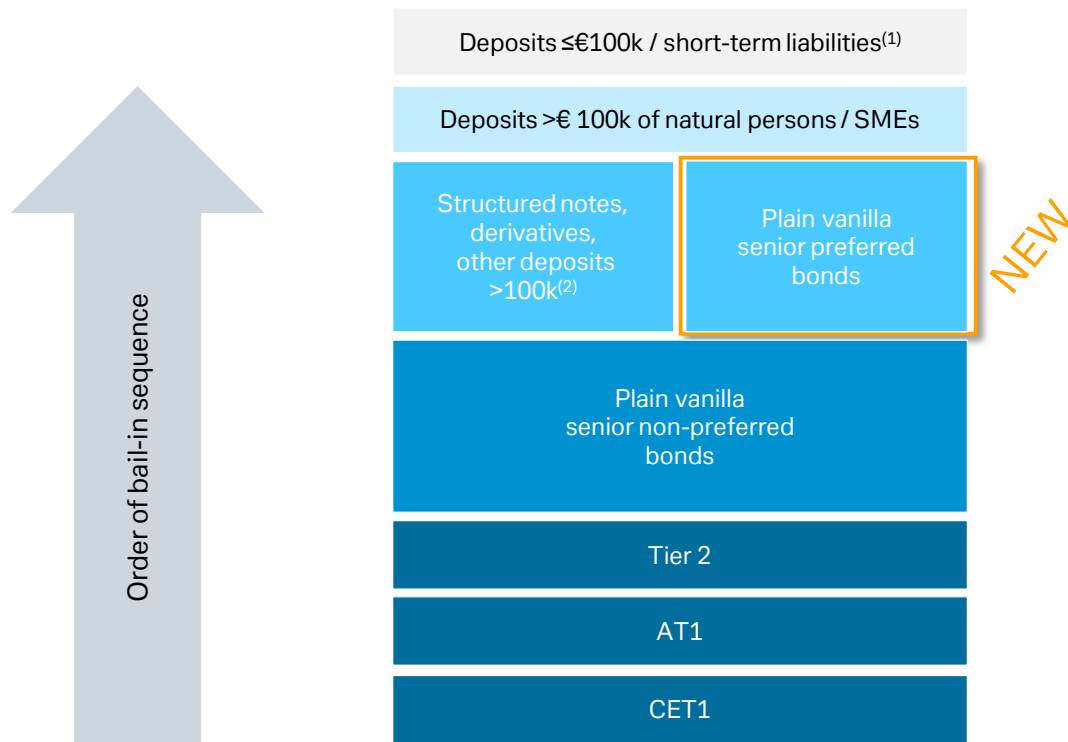 Deposits ≤€100k / short-term liabilities(1)
Deposits >€ 100k of natural persons / SMEs
Structured notes,
derivatives,
other deposits
>100k(2)
Plain vanilla
senior preferred
bonds
NEW
Plain vanilla
senior non-preferred
bonds
Tier 2
AT1
CET1
Order of bail-in sequence